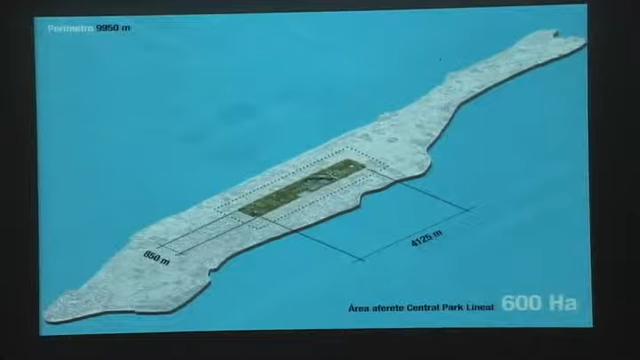 Perimetro 9950 m
850 m
4125 m
Área aferete Central Park Lineal 600 Ha